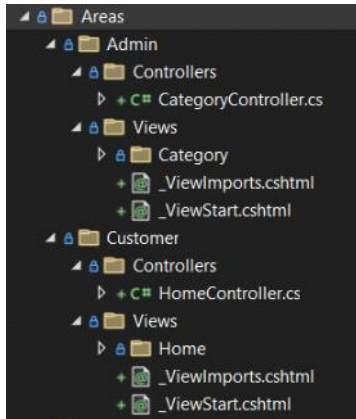 Areas
Admin
Controllers
C# CategoryController.cs
Views
Category
_ViewImports.cshtml
_ViewStart.cshtml
Customer
Controllers
C# HomeController.cs
Views
Home
_ViewImports.cshtml
_ViewStart.cshtml